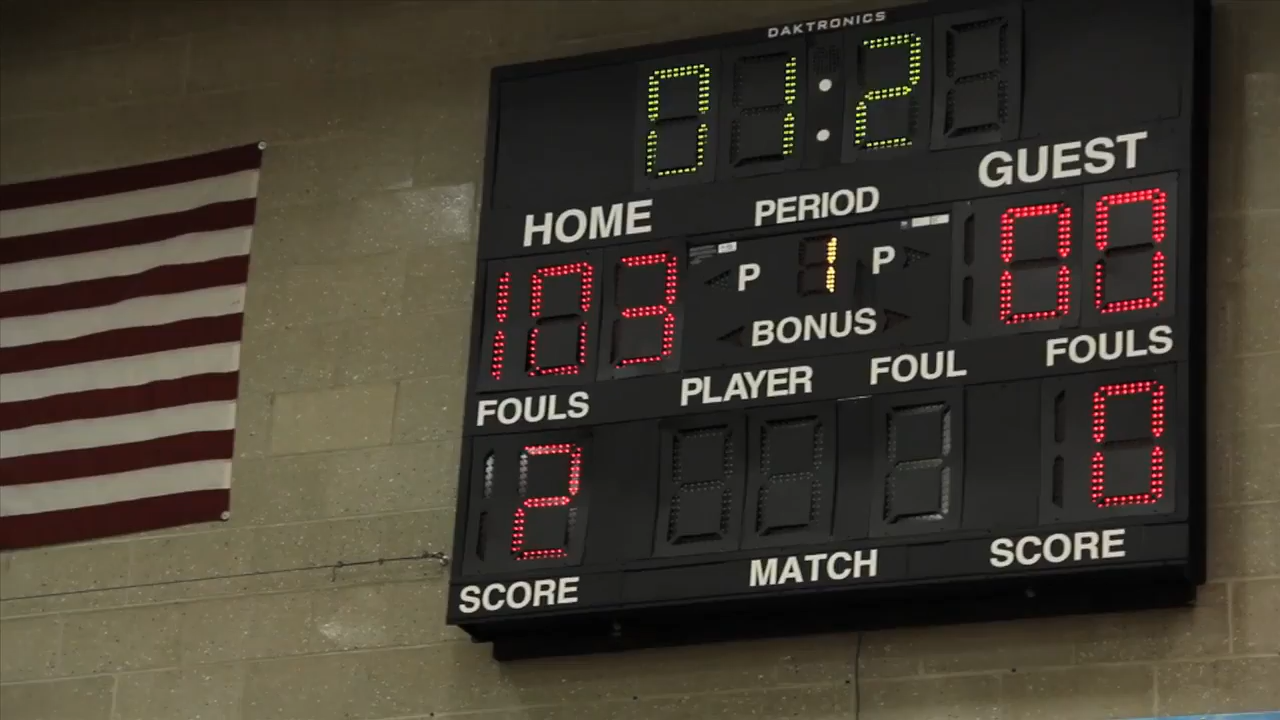 DAKTRONICS
01:2
HOME PERIOD GUEST
103 P 1 P 00
BONUS
FOULS PLAYER FOUL FOULS
2 0
SCORE MATCH SCORE